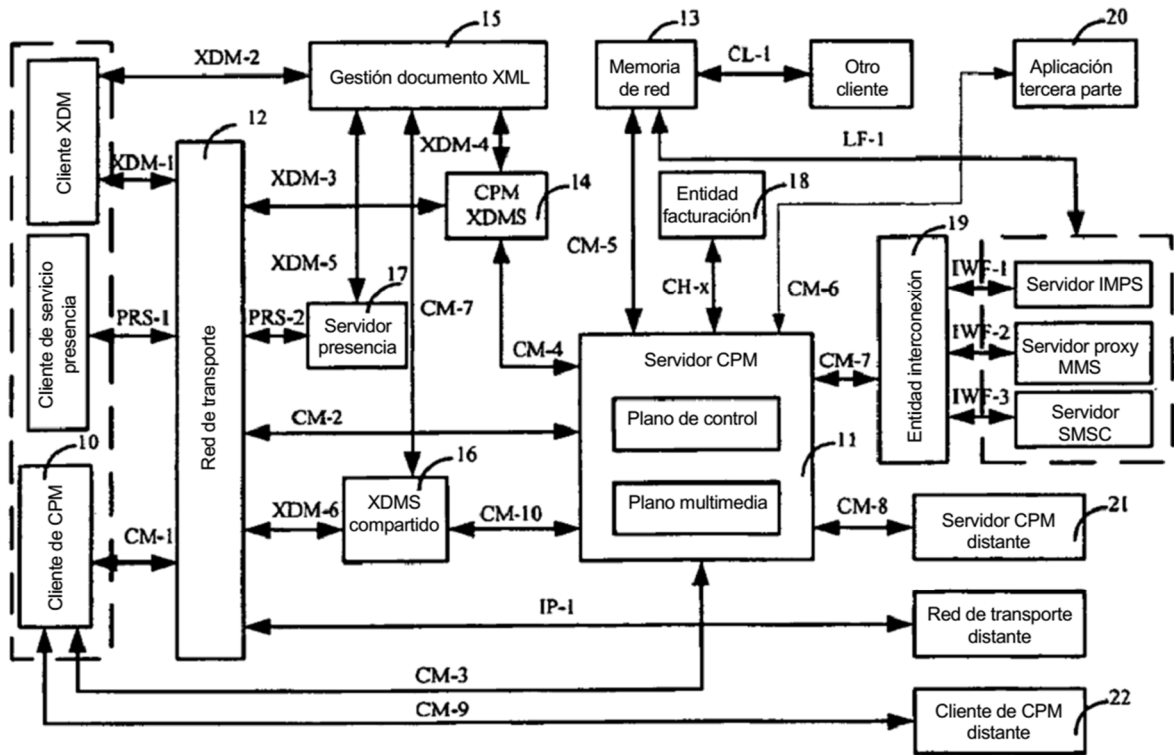 15
13
20
XDM-2
Gestión documento XML
Memoria
de red
CL-1
Otro
cliente
Aplicación
tercera parte
Cliente XDM
12
XDM-4
LF-1
XDM-1
XDM-3
CPM
XDMS
14
Entidad
facturación
18
19
CM-5
XDM-5
17
CM-7
CH-x
CM-6
IWF-1
Servidor IMPS
Cliente de servicio
presencia
PRS-1
PRS-2
Servidor
presencia
CM-4
Servidor CPM
CM-7
Entidad interconexión
IWF-2
Servidor proxy
MMS
Red de transporte
CM-2
Plano de control
IWF-3
Servidor
SMSC
10
16
11
Cliente de CPM
CM-1
XDM-6
XDMS
compartido
CM-10
Plano multimedia
CM-8
Servidor CPM
distante
21
IP-1
Red de transporte
distante
CM-3
CM-9
Cliente de CPM
distante
22